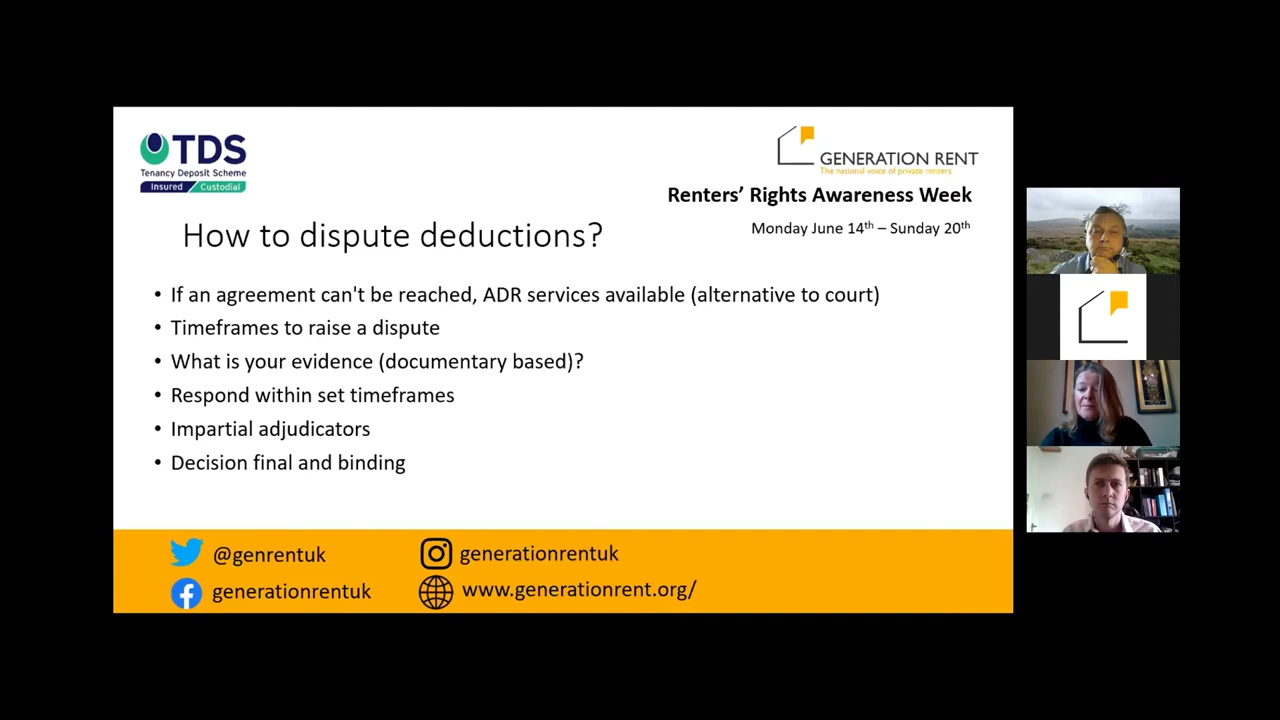 TDS
Tenancy Deposit Scheme
Insured Custodial
GENERATION RENT
The national voice of private renters
Renters’ Rights Awareness Week
Monday June 14th – Sunday 20th
How to dispute deductions?
• If an agreement can't be reached, ADR services available (alternative to court)
• Timeframes to raise a dispute
• What is your evidence (documentary based)?
• Respond within set timeframes
• Impartial adjudicators
• Decision final and binding
@genrentuk
generationrentuk
generationrentuk
www.generationrent.org/